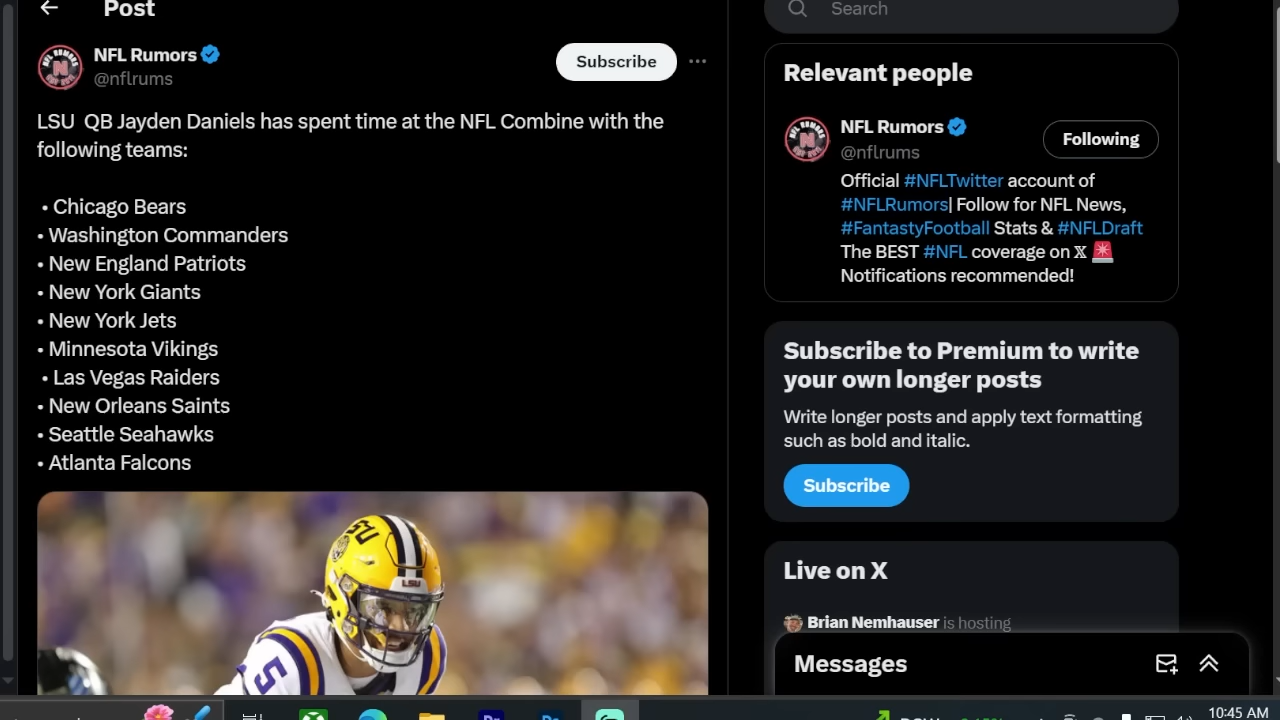 Post
Search
NFL Rumors
@nflrums
Subscribe
LSU  QB Jayden Daniels has spent time at the NFL Combine with the
following teams:
• Chicago Bears
• Washington Commanders
• New England Patriots
• New York Giants
• New York Jets
• Minnesota Vikings
• Las Vegas Raiders
• New Orleans Saints
• Seattle Seahawks
• Atlanta Falcons
LSU
LSU
5
Relevant people
NFL Rumors
@nflrums
Following
Official #NFLTwitter account of
#NFLRumors| Follow for NFL News,
#FantastyFootball Stats & #NFLDraft
The BEST #NFL coverage on 𝕏 🚨
Notifications recommended!
Subscribe to Premium to write
your own longer posts
Write longer posts and apply text formatting
such as bold and italic.
Subscribe
Live on X
Brian Nemhauser is hosting
Messages
10:45 AM